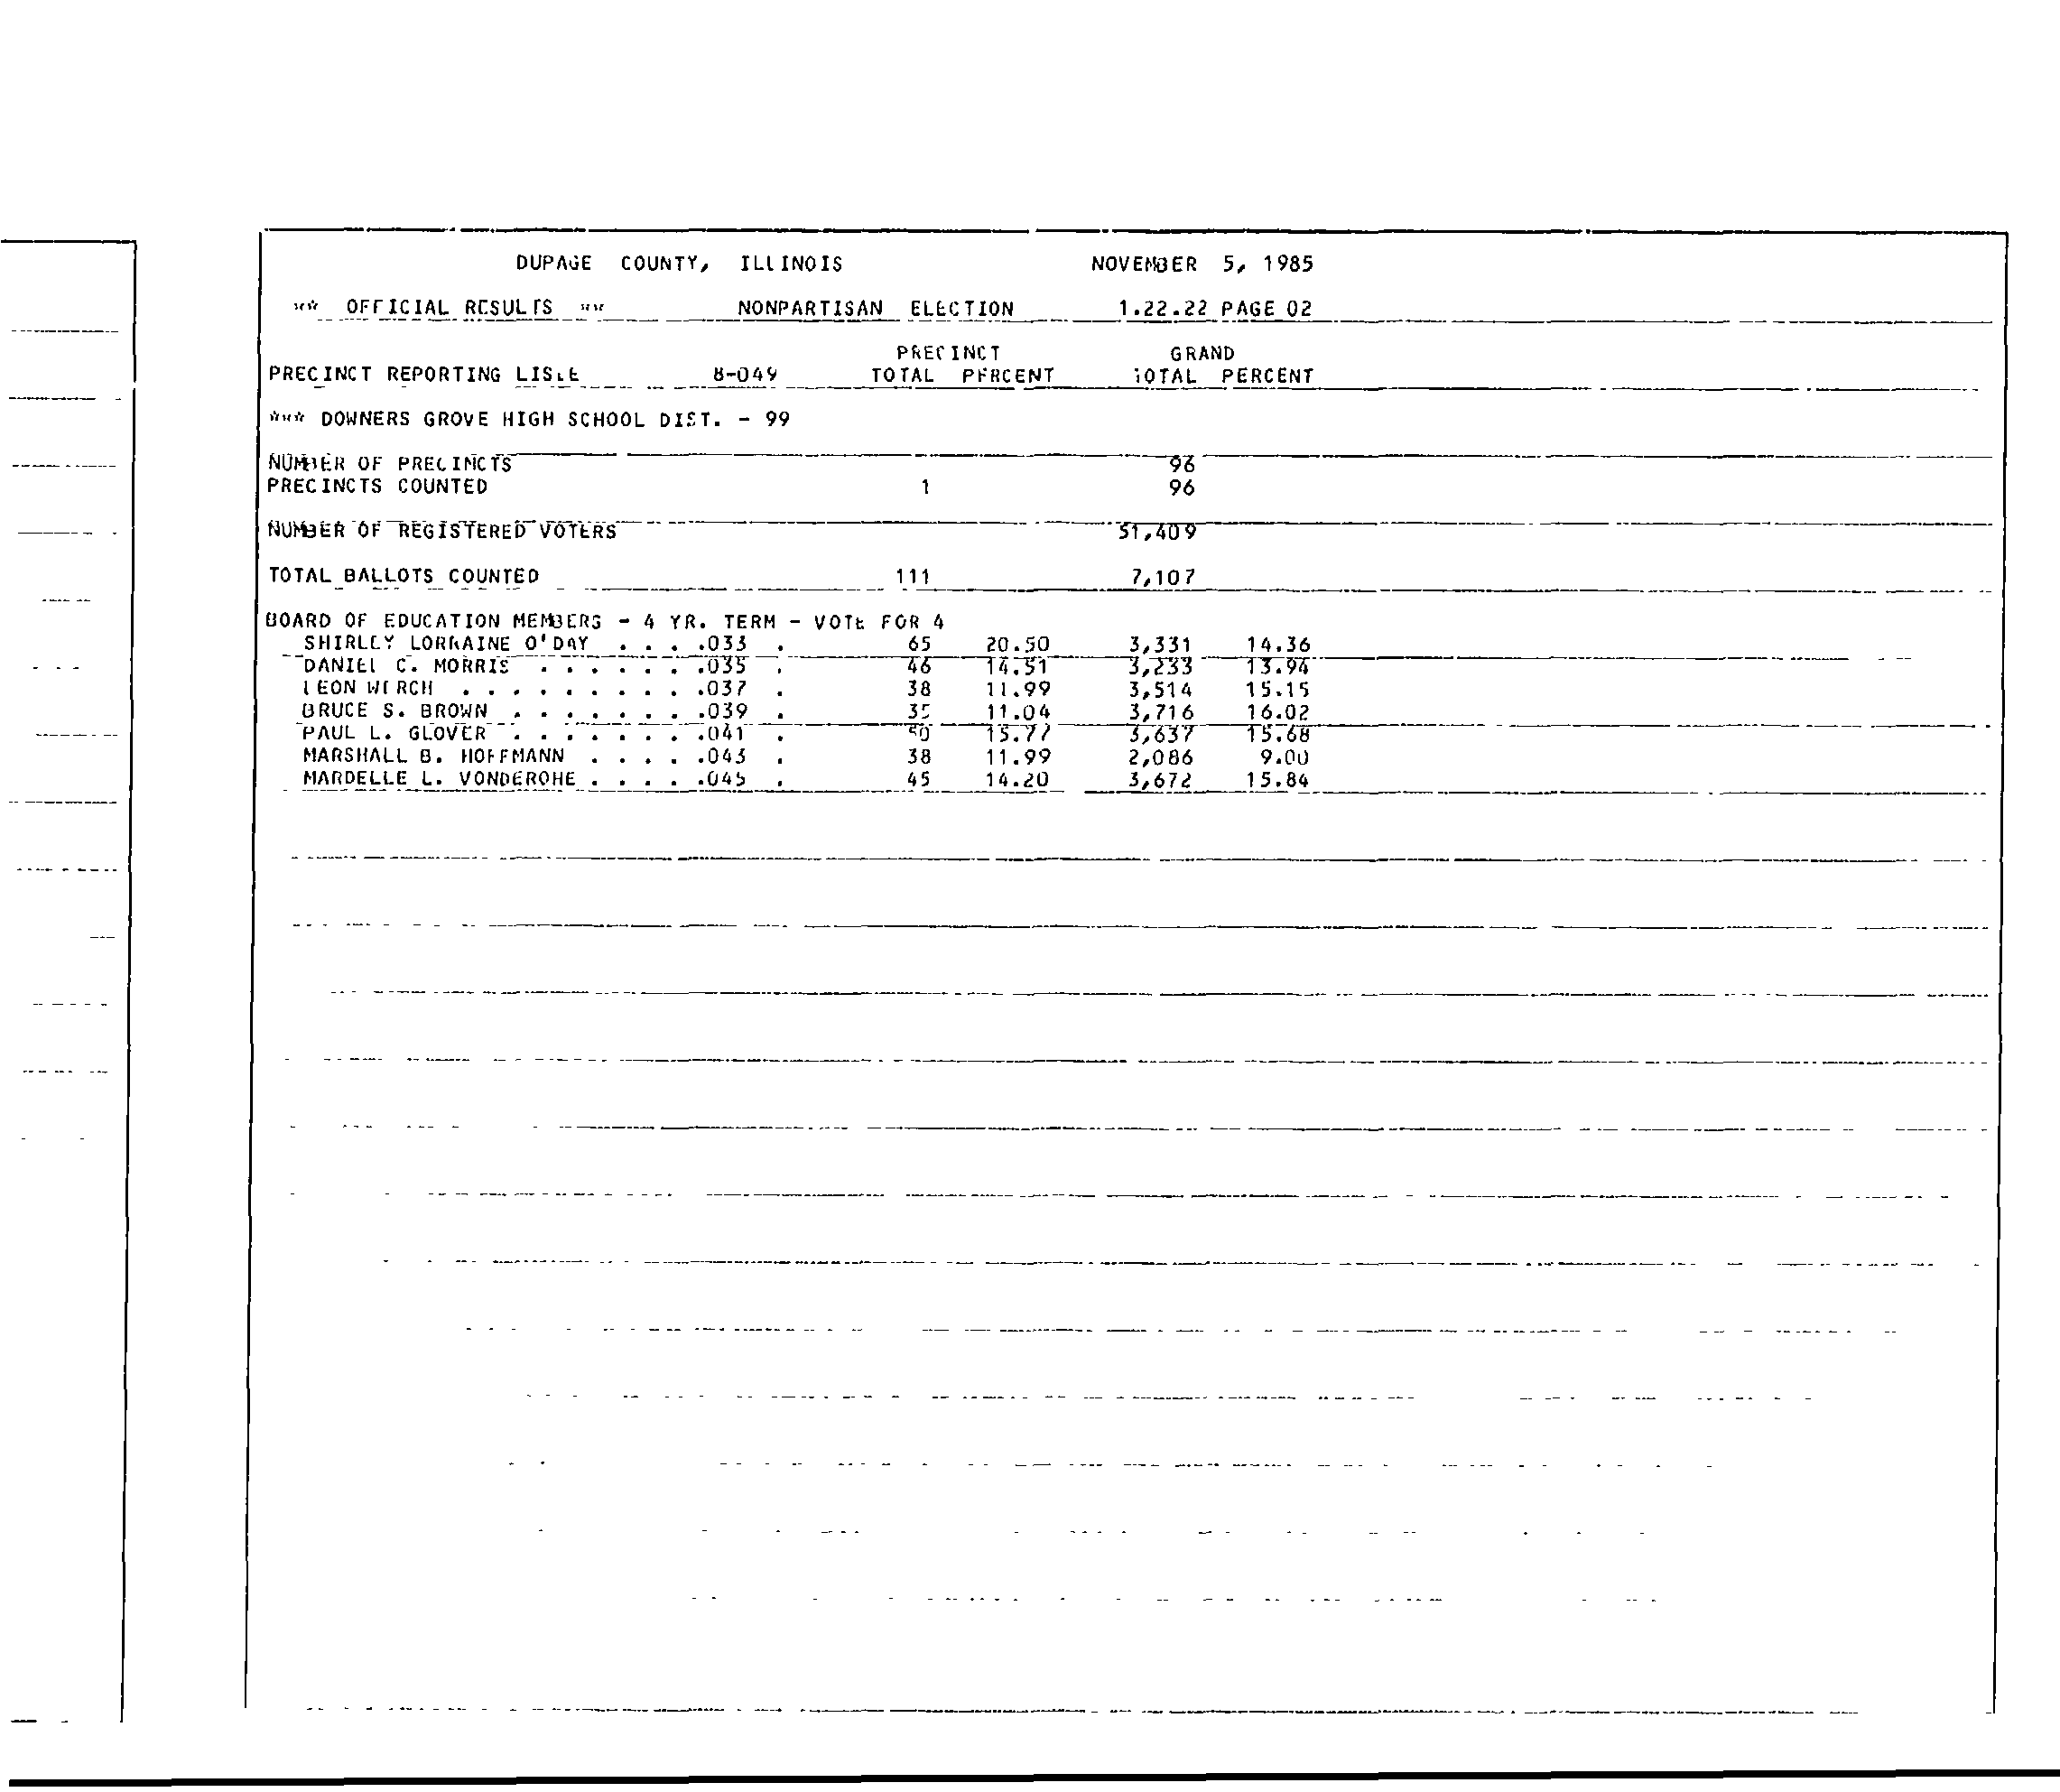 DUPAGE COUNTY, ILLINOIS NOVEMBER 5, 1985
** OFFICIAL RESULTS ** NONPARTISAN ELECTION 1.22.22 PAGE 02
PRECINCT GRAND
PRECINCT REPORTING LISLE 8-049 TOTAL PERCENT TOTAL PERCENT
*** DOWNERS GROVE HIGH SCHOOL DIST. - 99
NUMBER OF PRECINCTS 96
PRECINCTS COUNTED 1 96
NUMBER OF REGISTERED VOTERS 51,409
TOTAL BALLOTS COUNTED 111 7,107
BOARD OF EDUCATION MEMBERS - 4 YR. TERM - VOTE FOR 4
SHIRLEY LORRAINE O'DAY . . . .033 . 65 20.50 3,331 14.36
DANIEL C. MORRIS . . . . . . .035 . 46 14.51 3,233 13.94
LEON WERCH . . . . . . . . . .037 . 38 11.99 3,514 15.15
BRUCE S. BROWN . . . . . . . .039 . 35 11.04 3,716 16.02
PAUL L. GLOVER . . . . . . . .041 . 50 15.77 3,637 15.68
MARSHALL B. HOFFMANN . . . . .043 . 38 11.99 2,086 9.00
MARDELLE L. VONDEROHE . . . . .045 . 45 14.20 3,672 15.84